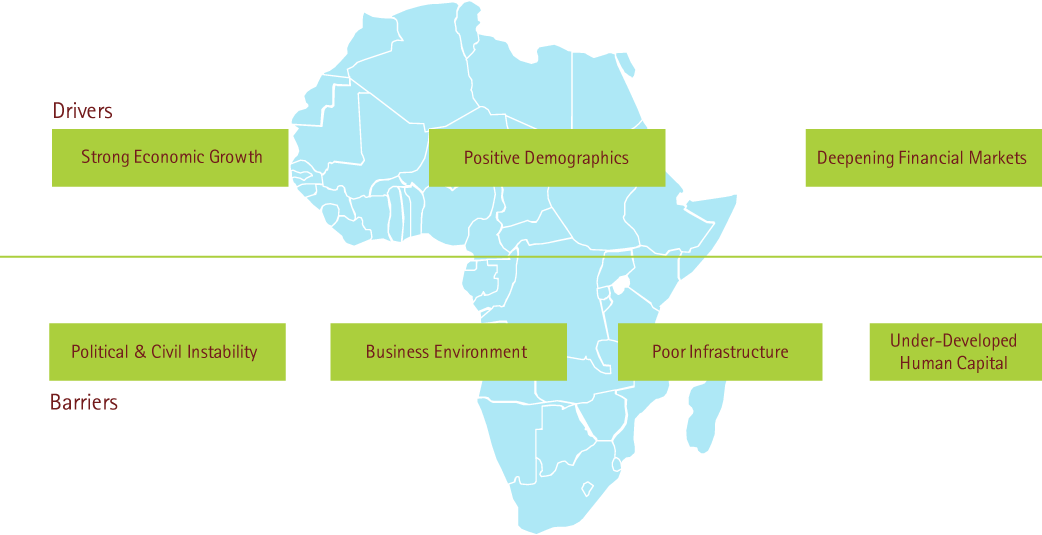 Drivers
Strong Economic Growth
Positive Demographics
Deepening Financial Markets
Political & Civil Instability
Business Environment
Poor Infrastructure
Under-Developed
Human Capital
Barriers